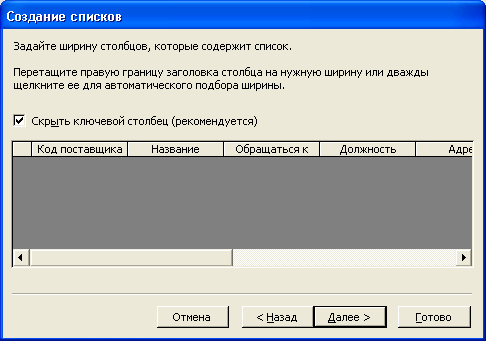 Создание списков
Задайте ширину столбцов, которые содержит список.
Перетащите правую границу заголовка столбца на нужную ширину или дважды
щелкните ее для автоматического подбора ширины.
Скрыть ключевой столбец (рекомендуется)
Код поставщика Название Обращаться к Должность Адре
Отмена < Назад Далее > Готово